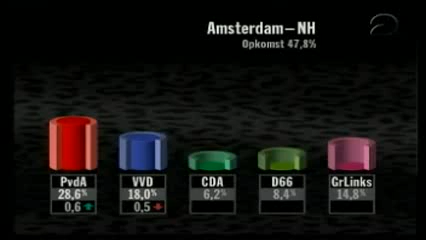 Amsterdam–NH
Opkomst 47,8%
PvdA VVD CDA D66 GrLinks
28,6% 18,0% 6,2% 8,4% 14,8%
0,6 0,5